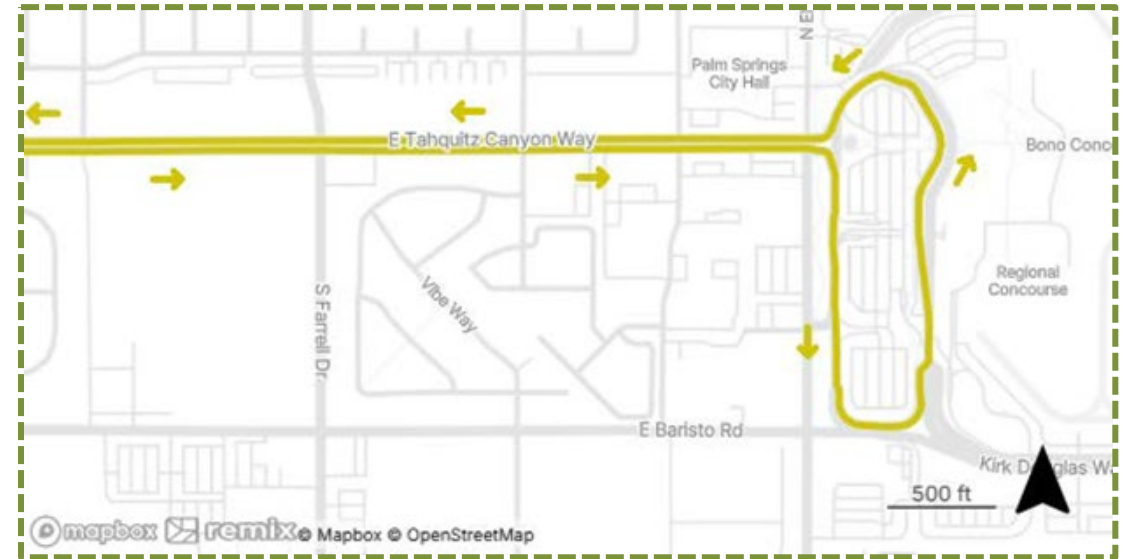 N E
Palm Springs
City Hall
E Tahquitz Canyon Way
Bono Conc
S Farrell Dr
Vibe Way
Regional
Concourse
E Baristo Rd
Kirk Douglas Wa
500 ft
mapbox remix © Mapbox © OpenStreetMap